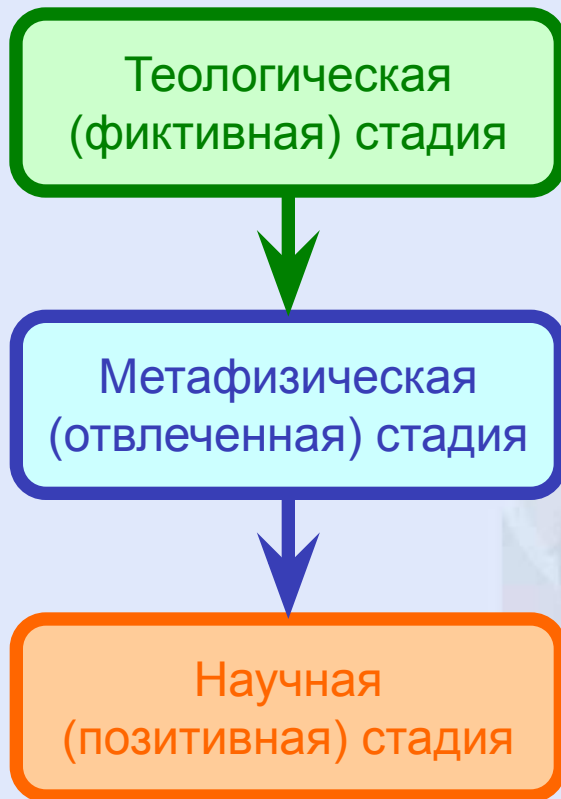 Теологическая
(фиктивная) стадия
Метафизическая
(отвлеченная) стадия
Научная
(позитивная) стадия